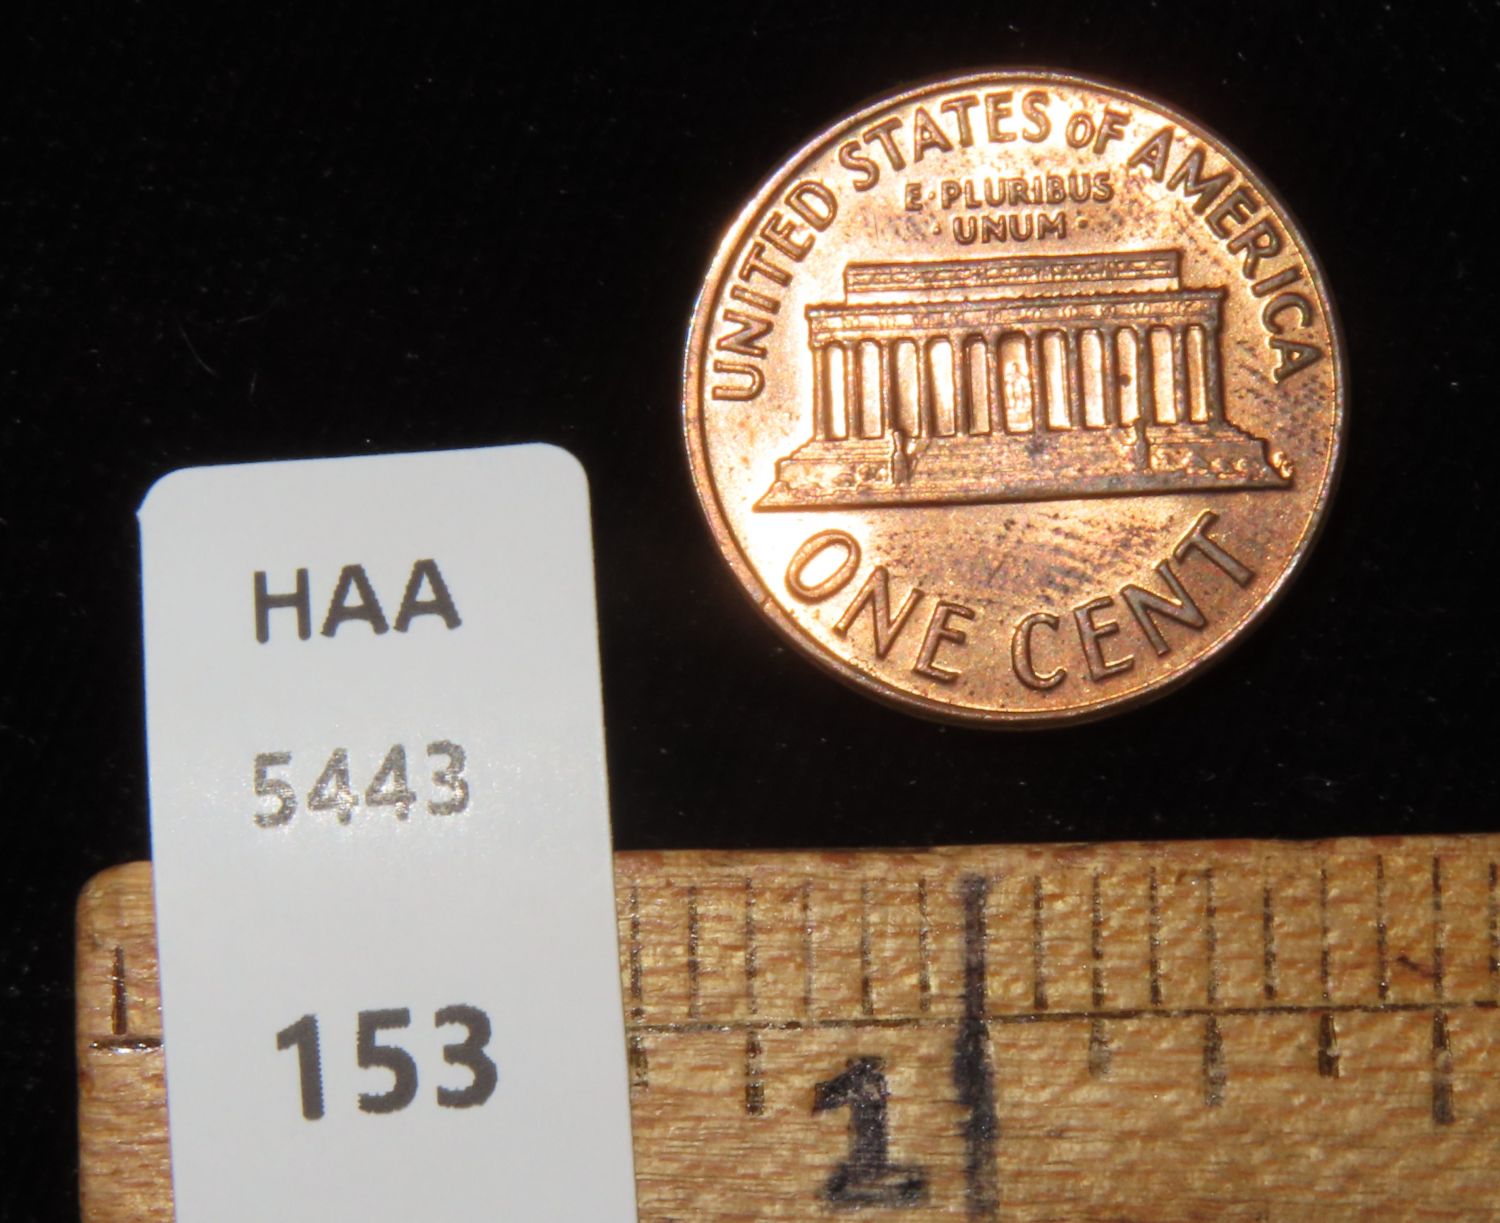 UNITED STATES OF AMERICA
E·PLURIBUS
·UNUM·
ONE CENT
HAA
5443
153
1